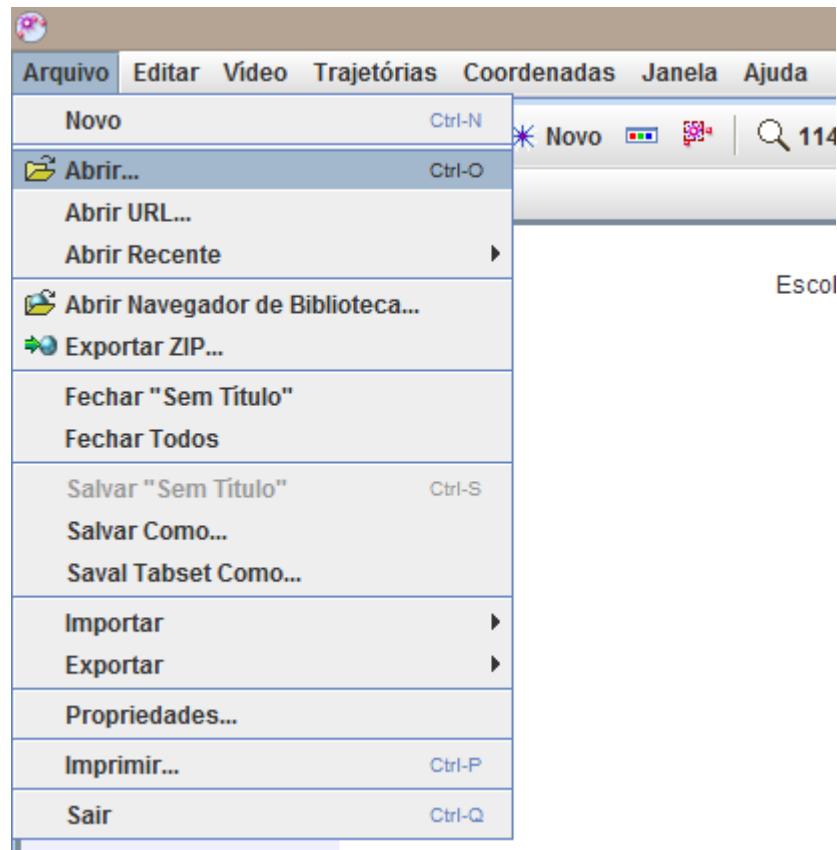 Arquivo Editar Vídeo Trajetórias Coordenadas Janela Ajuda
Novo Ctrl-N
Novo 114
Abrir... Ctrl-O
Abrir URL...
Abrir Recente
Escol
Abrir Navegador de Biblioteca...
Exportar ZIP...
Fechar "Sem Título"
Fechar Todos
Salvar "Sem Título" Ctrl-S
Salvar Como...
Saval Tabset Como...
Importar
Exportar
Propriedades...
Imprimir... Ctrl-P
Sair Ctrl-Q